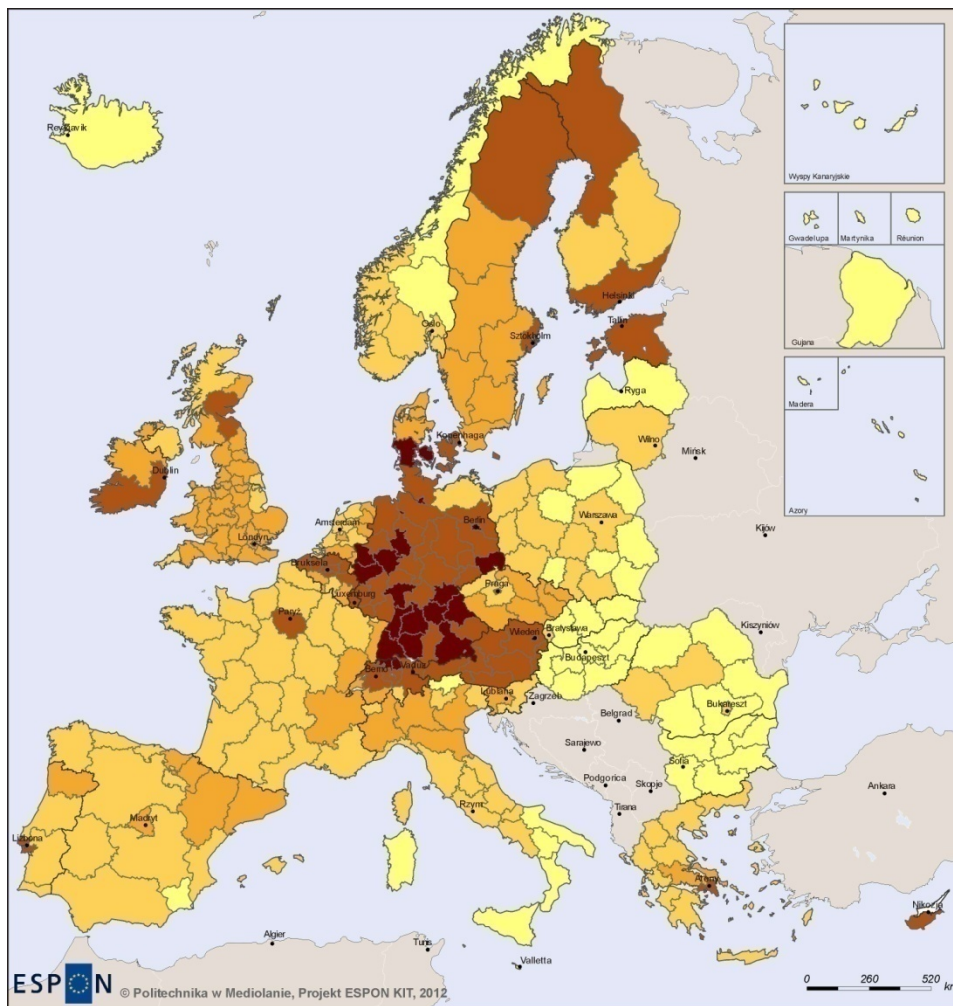 Reykjavik
Wyspy Kanaryjskie
Gwadelupa
Martynika
Réunion
Gujana
Madera
Azory
Oslo
Sztokholm
Helsinki
Talin
Ryga
Wilno
Mińsk
Kopenhaga
Dublin
Londyn
Amsterdam
Berlin
Warszawa
Kijów
Bruksela
Luxemburg
Praga
Paryż
Wiedeń
Bratysława
Budapeszt
Kiszyniów
Berno
Vaduz
Lublana
Zagrzeb
Belgrad
Bukareszt
Sarajewo
Sofia
Podgorica
Skopje
Tirana
Ankara
Rzym
Madryt
Lizbona
Ateny
Nikozja
Algier
Tunis
Valletta
ESPON
© Politechnika w Mediolanie, Projekt ESPON KIT, 2012
0 260 520
km